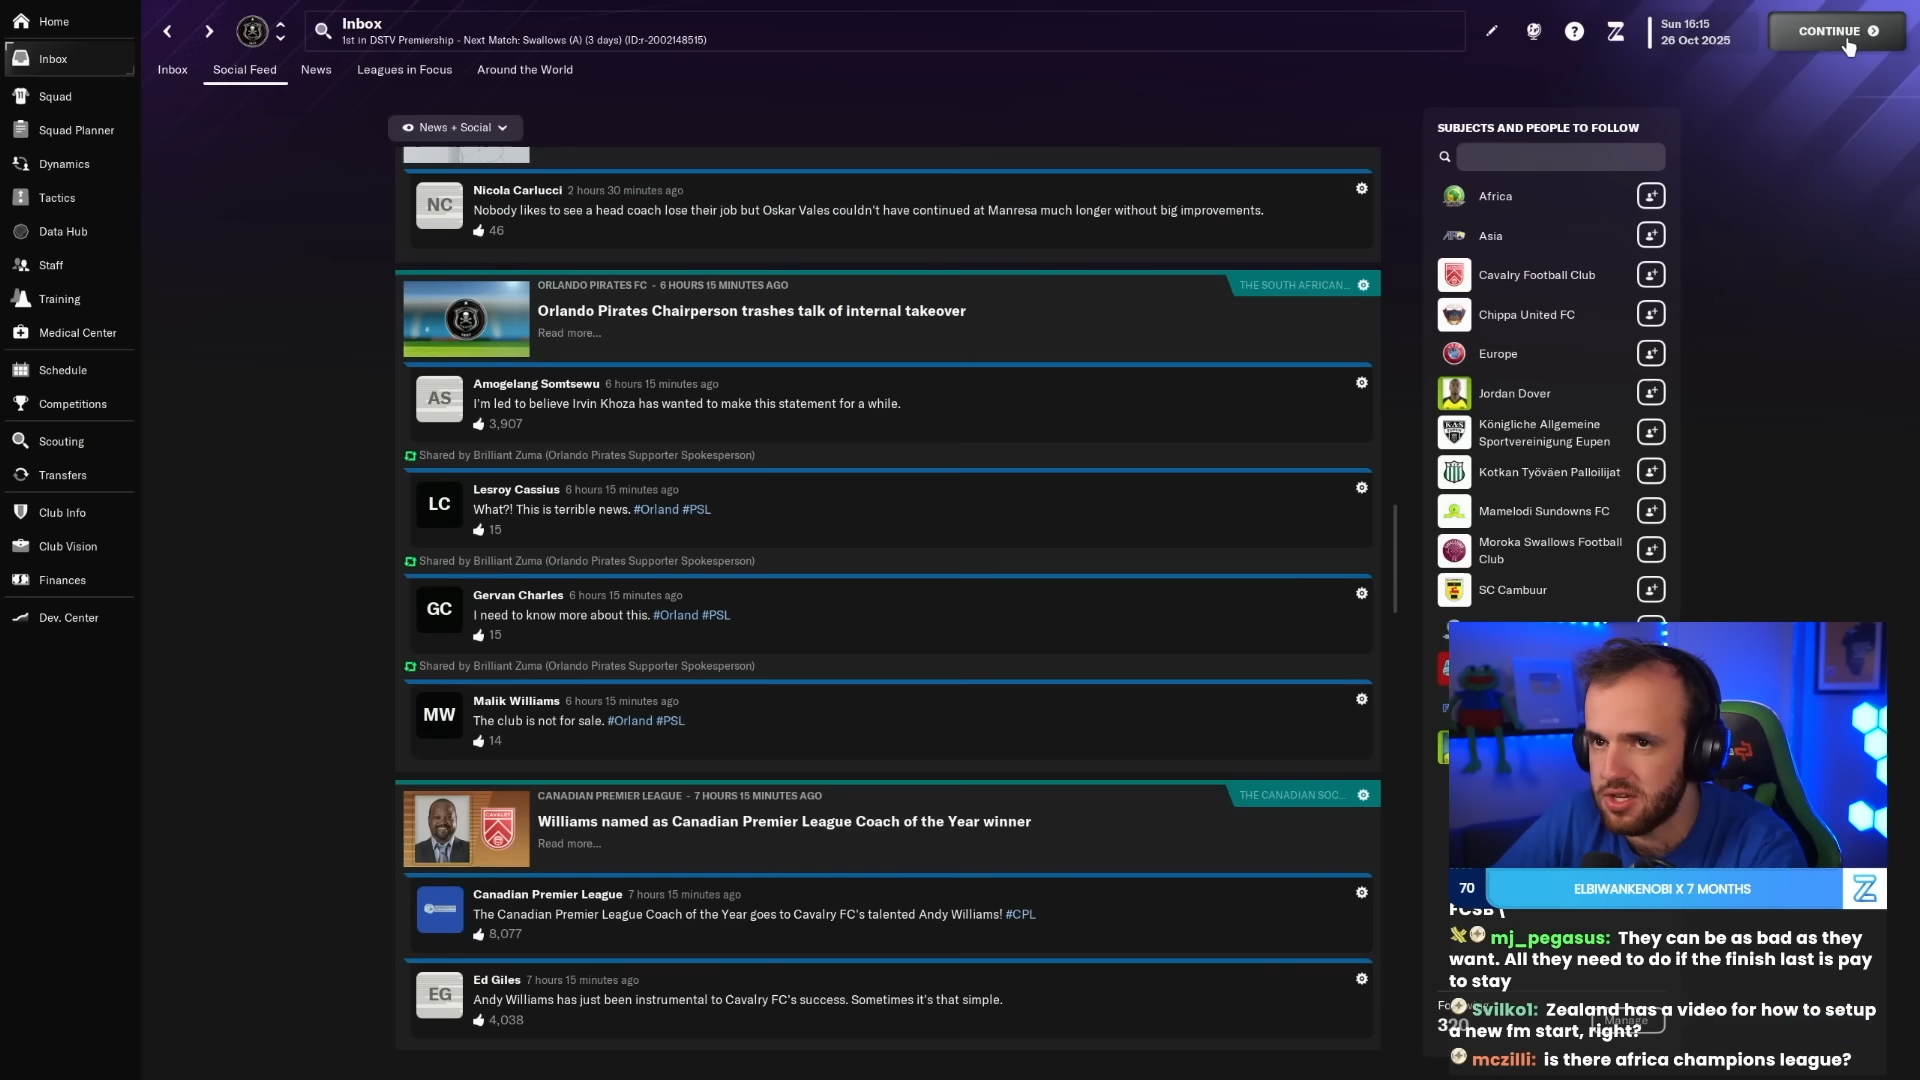 Home
Inbox
Squad
Squad Planner
Dynamics
Tactics
Data Hub
Staff
Training
Medical Center
Schedule
Competitions
Scouting
Transfers
Club Info
Club Vision
Finances
Dev. Center
Inbox
1st in DSTV Premiership - Next Match: Swallows (A) (3 days) (ID:r-2002148515)
Sun 16:15
26 Oct 2025
CONTINUE
Inbox
Social Feed
News
Leagues in Focus
Around the World
News + Social
NC
Nicola Carlucci 2 hours 30 minutes ago
Nobody likes to see a head coach lose their job but Oskar Vales couldn't have continued at Manresa much longer without big improvements.
46
ORLANDO PIRATES FC - 6 HOURS 15 MINUTES AGO
THE SOUTH AFRICAN...
Orlando Pirates Chairperson trashes talk of internal takeover
Read more...
AS
Amogelang Somtsewu 6 hours 15 minutes ago
I'm led to believe Irvin Khoza has wanted to make this statement for a while.
3,907
Shared by Brilliant Zuma (Orlando Pirates Supporter Spokesperson)
LC
Lesroy Cassius 6 hours 15 minutes ago
What?! This is terrible news. #Orland #PSL
15
Shared by Brilliant Zuma (Orlando Pirates Supporter Spokesperson)
GC
Gervan Charles 6 hours 15 minutes ago
I need to know more about this. #Orland #PSL
15
Shared by Brilliant Zuma (Orlando Pirates Supporter Spokesperson)
MW
Malik Williams 6 hours 15 minutes ago
The club is not for sale. #Orland #PSL
14
CANADIAN PREMIER LEAGUE - 7 HOURS 15 MINUTES AGO
THE CANADIAN SOC...
Williams named as Canadian Premier League Coach of the Year winner
Read more...
Canadian Premier League 7 hours 15 minutes ago
The Canadian Premier League Coach of the Year goes to Cavalry FC's talented Andy Williams! #CPL
8,077
EG
Ed Giles 7 hours 15 minutes ago
Andy Williams has just been instrumental to Cavalry FC's success. Sometimes it's that simple.
4,038
SUBJECTS AND PEOPLE TO FOLLOW
Africa
Asia
Cavalry Football Club
Chippa United FC
Europe
Jordan Dover
Königliche Allgemeine
Sportvereinigung Eupen
Kotkan Työväen Palloilijat
Mamelodi Sundowns FC
Moroka Swallows Football
Club
SC Cambuur
70
ELBIWANKENOBI X 7 MONTHS
FCSB \
mj_pegasus: They can be as bad as they
want. All they need to do if the finish last is pay
to stay
Svilko1: Zealand has a video for how to setup
a new fm start, right?
320
Manage
mczilli: is there africa champions league?